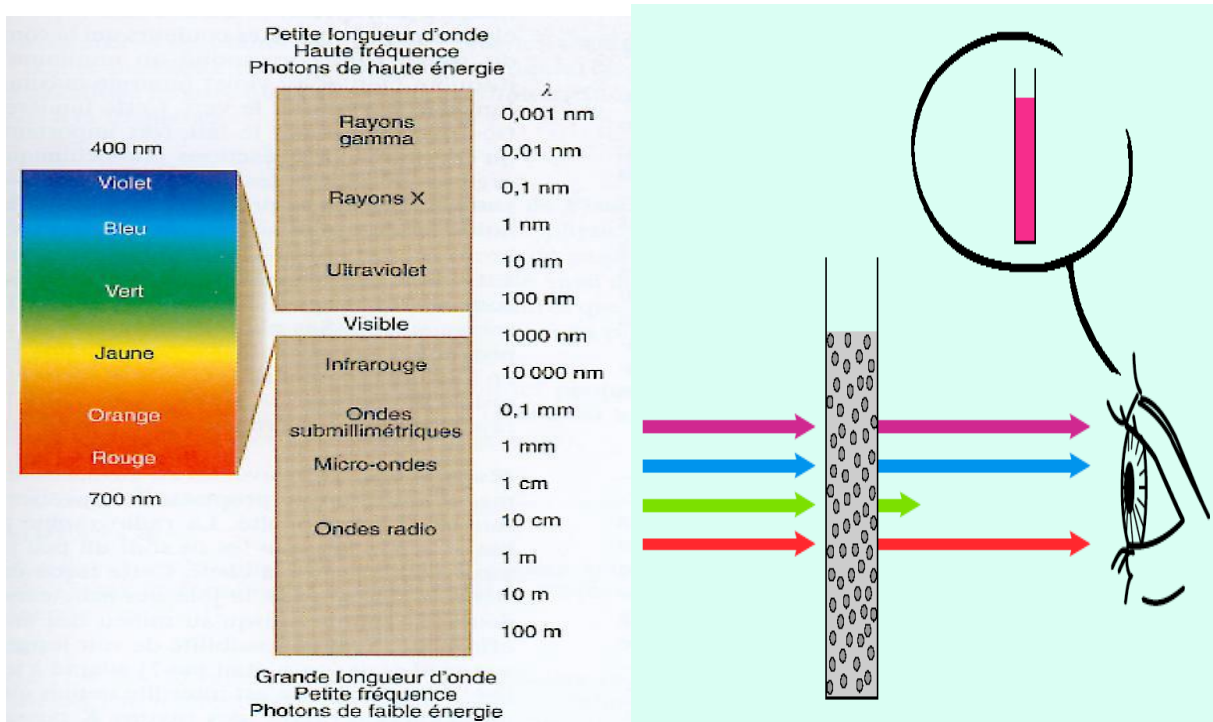 Petite longueur d'onde
Haute fréquence
Photons de haute énergie
400 nm
Violet
Bleu
Vert
Jaune
Orange
Rouge
700 nm
Rayons
gamma
Rayons X
Ultraviolet
Visible
Infrarouge
Ondes
submillimétriques
Micro-ondes
Ondes radio
λ
0,001 nm
0,01 nm
0,1 nm
1 nm
10 nm
100 nm
1000 nm
10 000 nm
0,1 mm
1 mm
1 cm
10 cm
1 m
10 m
100 m
Grande longueur d'onde
Petite fréquence
Photons de faible énergie